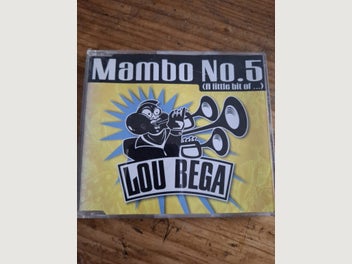 Mambo No.5
(A little bit of ...)
LOU BEGA